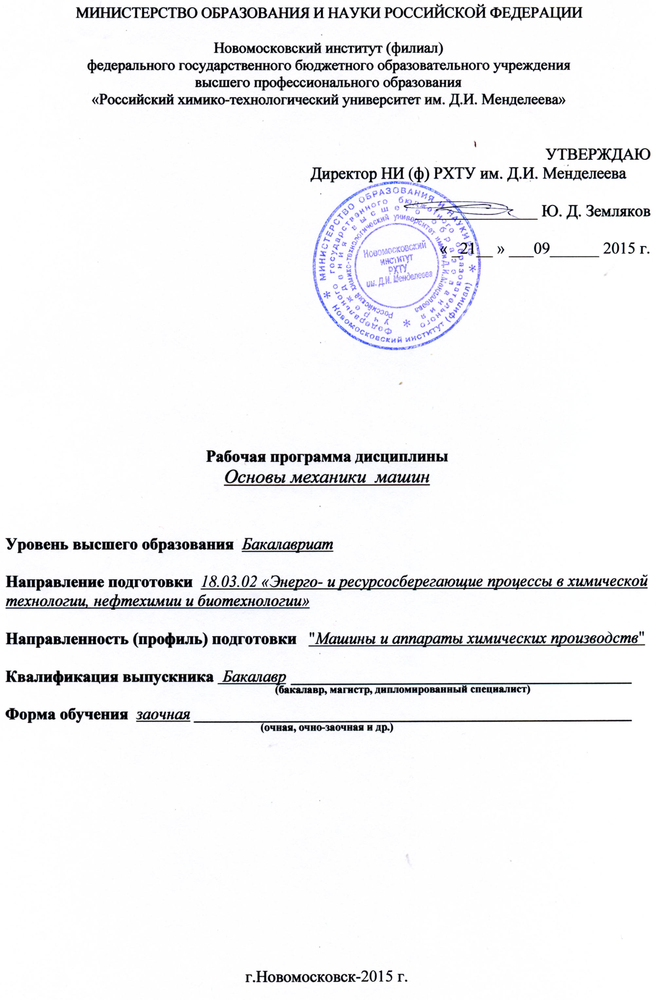 МИНИСТЕРСТВО ОБРАЗОВАНИЯ И НАУКИ РОССИЙСКОЙ ФЕДЕРАЦИИ
Новомосковский институт (филиал)
федерального государственного бюджетного образовательного учреждения
высшего профессионального образования
«Российский химико-технологический университет им. Д.И. Менделеева»
УТВЕРЖДАЮ
Директор НИ (ф) РХТУ им. Д.И. Менделеева
_______________ Ю. Д. Земляков
« _21__ » ___09______ 2015 г.
МИНИСТЕРСТВО ОБРАЗОВАНИЯ И НАУКИ РФ
Новомосковский институт (филиал)
Федерального государственного бюджетного образовательного
учреждения высшего образования
Российский химико-технологический университет имени Д.И.Менделеева
Новомосковский
институт
РХТУ
им. Д.И. Менделеева
Рабочая программа дисциплины
Основы механики машин
Уровень высшего образования Бакалавриат
Направление подготовки 18.03.02 «Энерго- и ресурсосберегающие процессы в химической
технологии, нефтехимии и биотехнологии»
Направленность (профиль) подготовки "Машины и аппараты химических производств"
Квалификация выпускника Бакалавр
(бакалавр, магистр, дипломированный специалист)
Форма обучения заочная
(очная, очно-заочная и др.)
г.Новомосковск-2015 г.